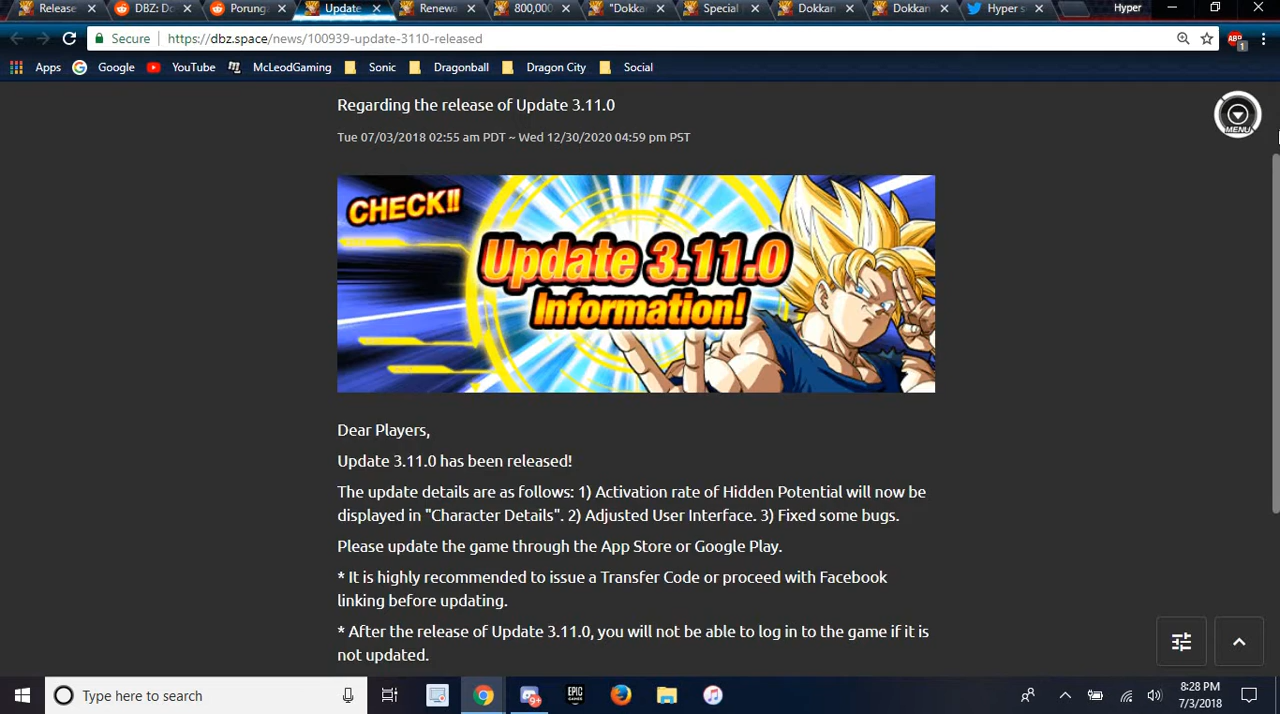 Release
DBZ: Do
Porung
Update
Renewa
800,000
"Dokka
Special
Dokkan
Dokkan
Hyper s
Hyper
Secure
https://dbz.space/news/100939-update-3110-released
ABP
1
Apps
Google
YouTube
McLeodGaming
Sonic
Dragonball
Dragon City
Social
Regarding the release of Update 3.11.0
Tue 07/03/2018 02:55 am PDT ~ Wed 12/30/2020 04:59 pm PST
MENU
CHECK!!
Update 3.11.0
Information!
Dear Players,
Update 3.11.0 has been released!
The update details are as follows: 1) Activation rate of Hidden Potential will now be
displayed in "Character Details". 2) Adjusted User Interface. 3) Fixed some bugs.
Please update the game through the App Store or Google Play.
* It is highly recommended to issue a Transfer Code or proceed with Facebook
linking before updating.
* After the release of Update 3.11.0, you will not be able to log in to the game if it is
not updated.
Type here to search
9+
EPIC
GAMES
8:28 PM
7/3/2018